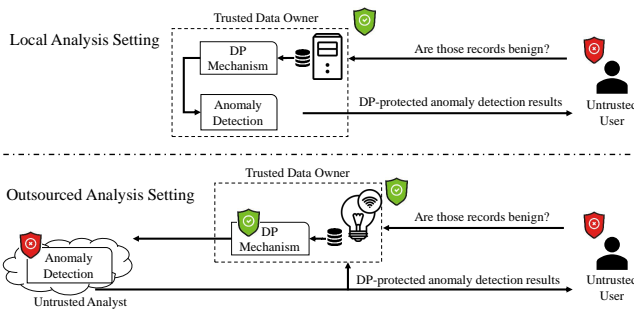 Trusted Data Owner
Local Analysis Setting
DP
Mechanism
Are those records benign?
Anomaly
Detection
DP-protected anomaly detection results
Untrusted
User
Trusted Data Owner
Outsourced Analysis Setting
Are those records benign?
DP
Mechanism
Anomaly
Detection
DP-protected anomaly detection results
Untrusted Analyst
Untrusted
User